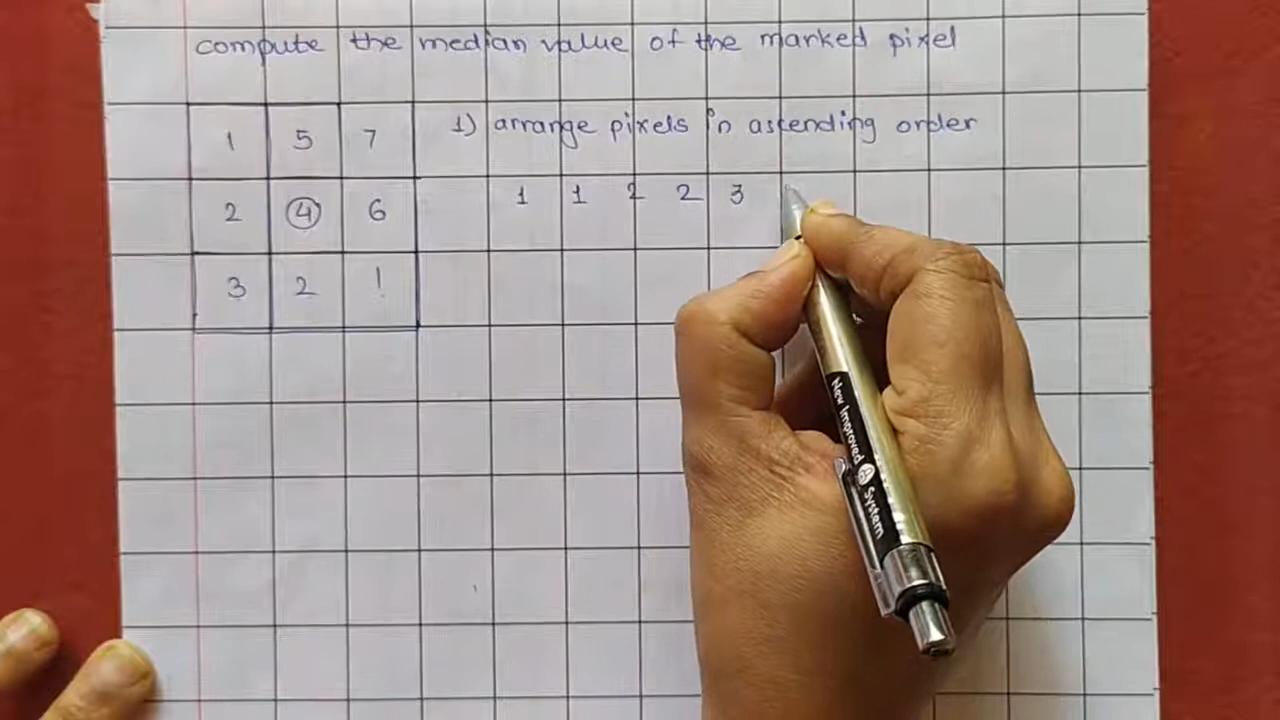 compute the median value of the marked pixel
1) arrange pixels in ascending order
1 5 7
2 4 6
3 2 1
1 1 2 2 3
New Improved System